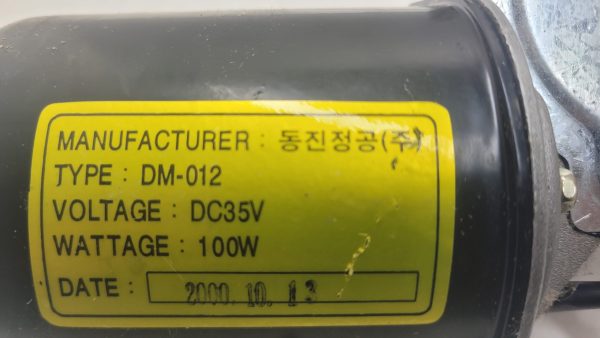 MANUFACTURER : 동진정공(주)
TYPE : DM-012
VOLTAGE : DC35V
WATTAGE : 100W
DATE : 2000. 10. 13